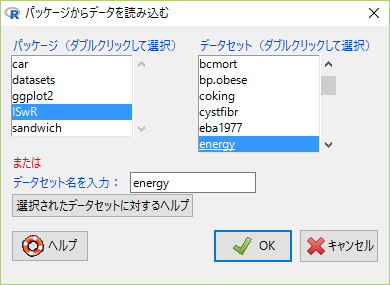 パッケージからデータを読み込む
パッケージ（ダブルクリックして選択）
car
datasets
ggplot2
ISwR
sandwich
データセット（ダブルクリックして選択）
bcmort
bp.obese
coking
cystfibr
eba1977
energy
または
データセット名を入力：
energy
選択されたデータセットに対するヘルプ
ヘルプ
OK
キャンセル